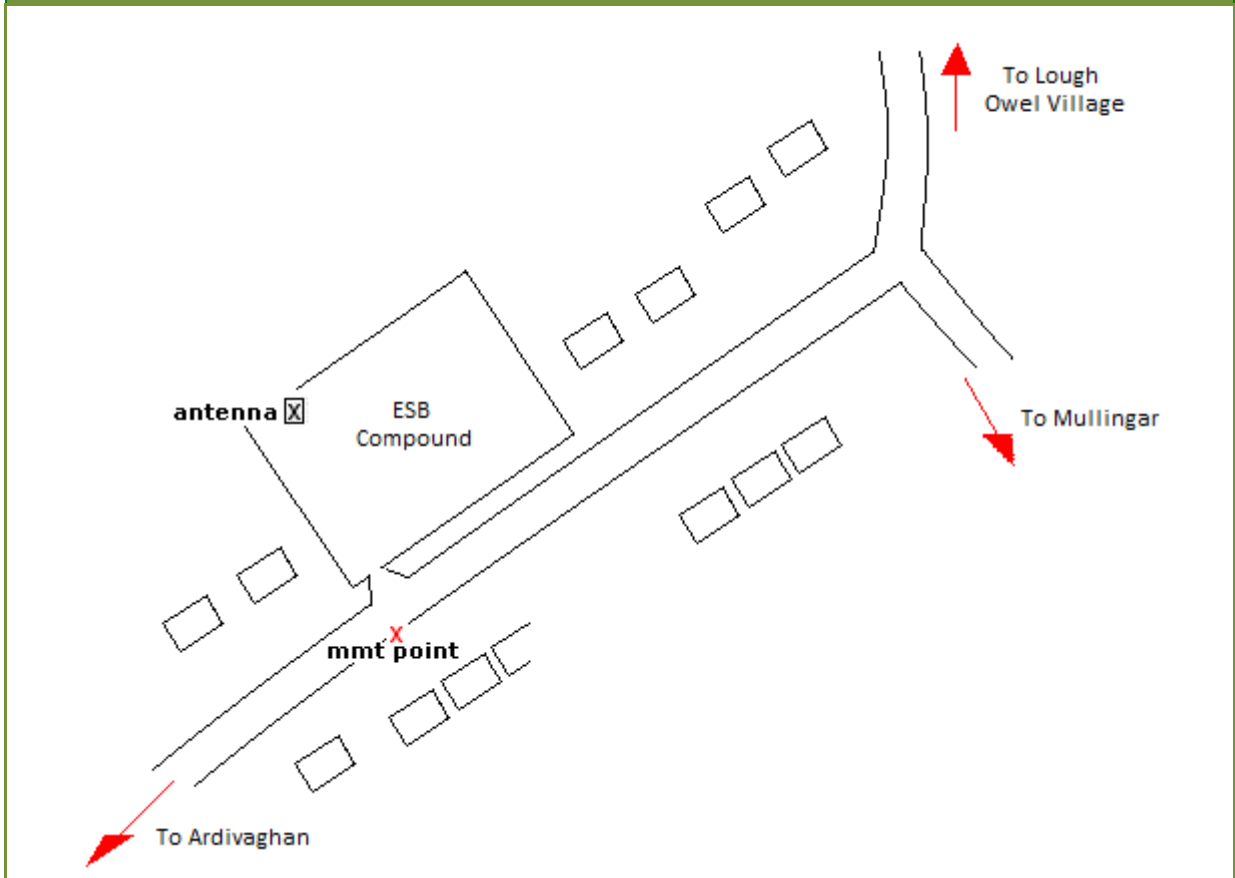 To Lough
Owel Village
antenna X
ESB
Compound
To Mullingar
X
mmt point
To Ardivaghan